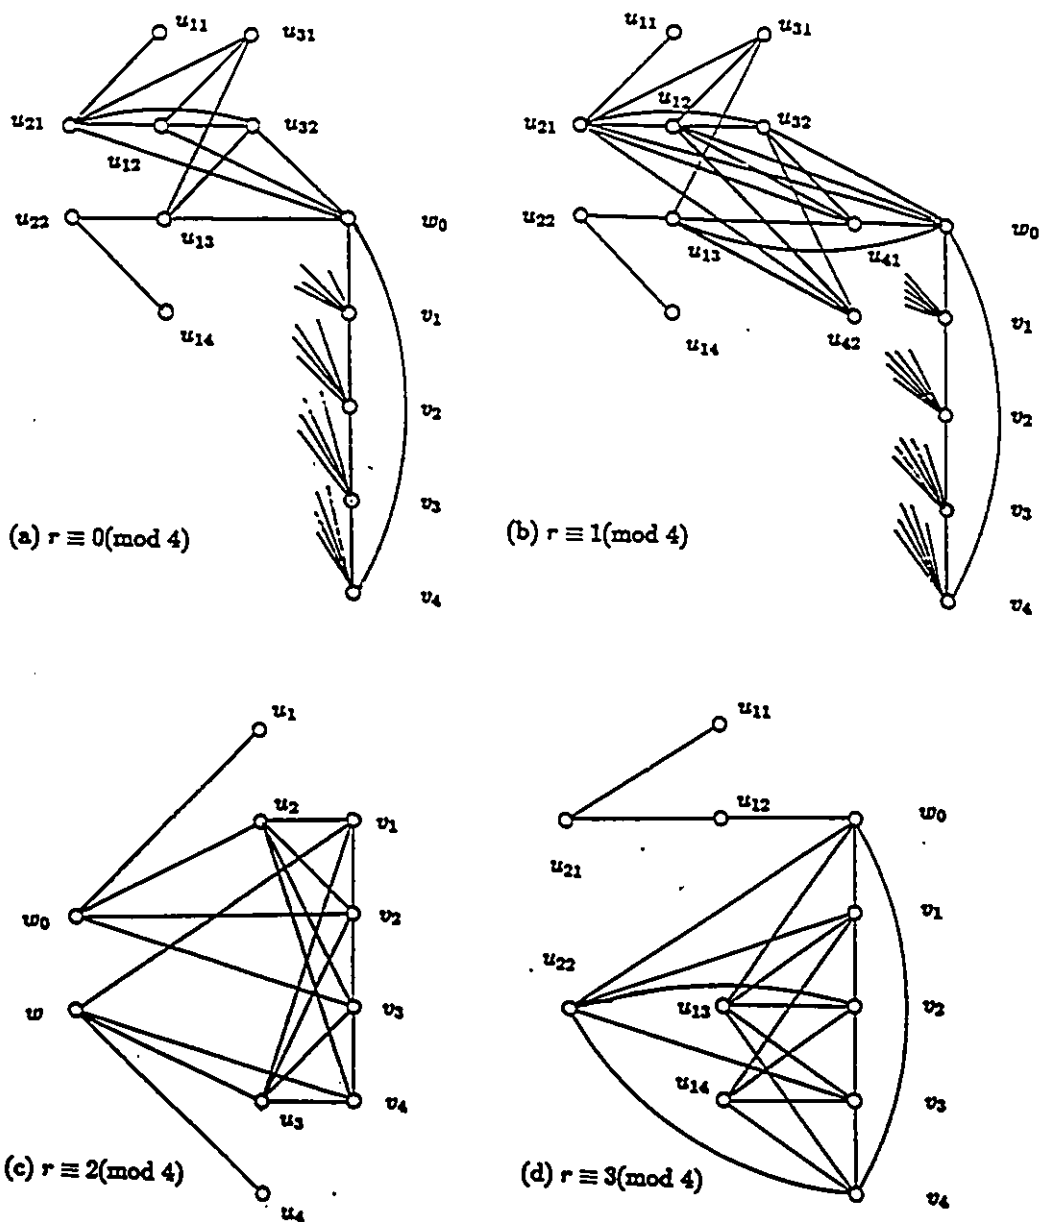 u₁₁
u₃₁
u₂₁
u₃₂
u₁₂
u₂₂
u₁₃
w₀
u₁₄
v₁
v₂
v₃
v₄
(a) r ≡ 0(mod 4)
u₁₁
u₃₁
u₂₁
u₁₂
u₃₂
u₂₂
u₁₃
u₄₁
w₀
u₁₄
u₄₂
v₁
v₂
v₃
v₄
(b) r ≡ 1(mod 4)
u₁
u₂
v₁
w₀
v₂
w
v₃
u₃
v₄
u₄
(c) r ≡ 2(mod 4)
u₁₁
u₁₂
w₀
u₂₁
v₁
u₂₂
u₁₃
v₂
u₁₄
v₃
v₄
(d) r ≡ 3(mod 4)